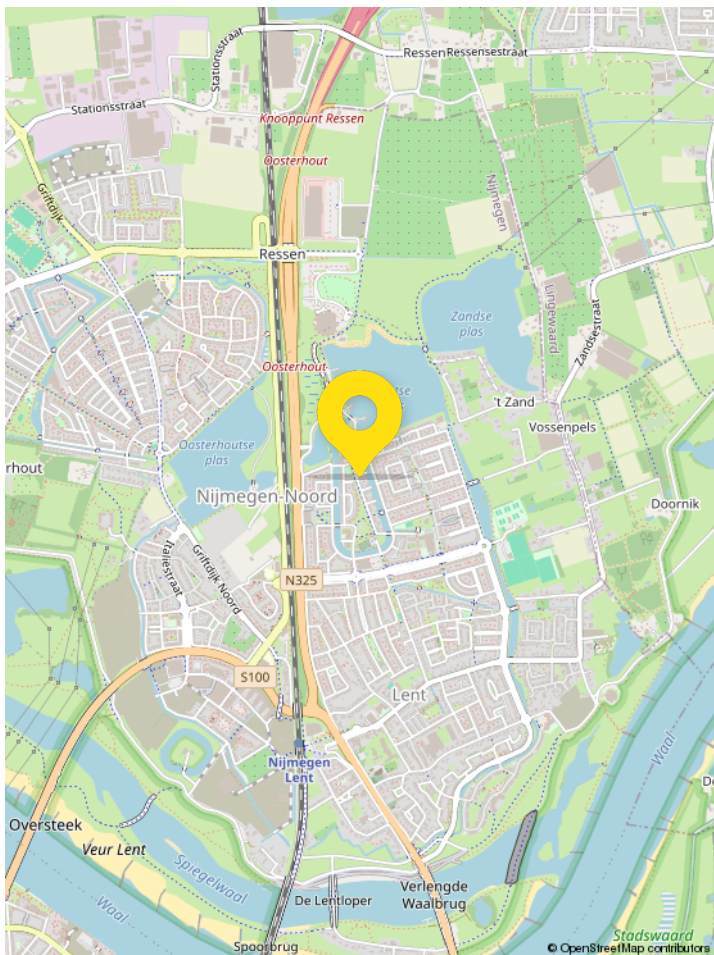 Stationsstraat
Ressen
Ressensestraat
Stationsstraat
Knooppunt Ressen
Oosterhout
Griftdijk
Nijmegen
Ressen
Lingewaard
Zandse
plas
Zandsestraat
Oosterhout
tse
't Zand
Vossenpels
Oosterhoutse
plas
rhout
Nijmegen-Noord
Doornik
Italiëstraat
Griftdijk Noord
N325
S100
Lent
Waal
Nijmegen
Lent
Oversteek
Veur Lent
Spiegelwaal
Waal
De Lentloper
Verlengde
Waalbrug
Spoorbrug
Stadswaard
© OpenStreetMap contributors